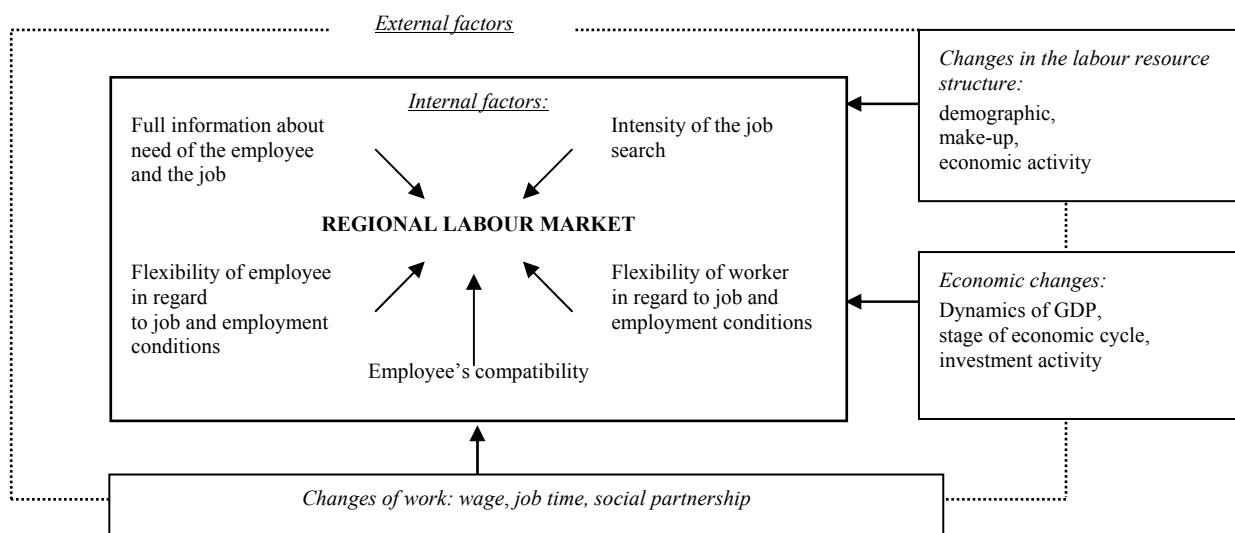 External factors
Changes in the labour resource
structure:
demographic,
make-up,
economic activity
Internal factors:
Full information about
need of the employee
and the job
Intensity of the job
search
REGIONAL LABOUR MARKET
Flexibility of employee
in regard
to job and employment
conditions
Flexibility of worker
in regard to job and
employment conditions
Employee’s compatibility
Economic changes:
Dynamics of GDP,
stage of economic cycle,
investment activity
Changes of work: wage, job time, social partnership